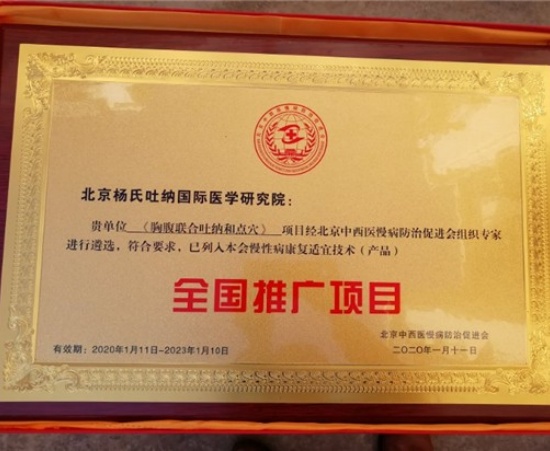 北京杨氏吐纳国际医学研究院：
贵单位 《胸腹联合吐纳和点穴》 项目经北京中西医慢病防治促进会组织专家
进行遴选，符合要求，已列入本会慢性病康复适宜技术（产品）
全国推广项目
北京中西医慢病防治促进会
有效期：2020年1月11日-2023年1月10日
二〇二〇年一月十一日